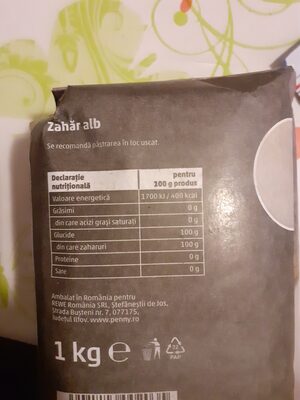 Zahăr alb
Se recomandă păstrarea în loc uscat.
Declarație nutrițională
pentru 100 g produs
Valoare energetică 1700 kJ / 400 kcal
Grăsimi 0 g
din care acizi grași saturați 0 g
Glucide 100 g
din care zaharuri 100 g
Proteine 0 g
Sare 0 g
Ambalat în România pentru
REWE România SRL, Ștefăneștii de Jos,
Strada Bușteni nr. 7, 077175,
Județul Ilfov. www.penny.ro
1 kg e
22
PAP